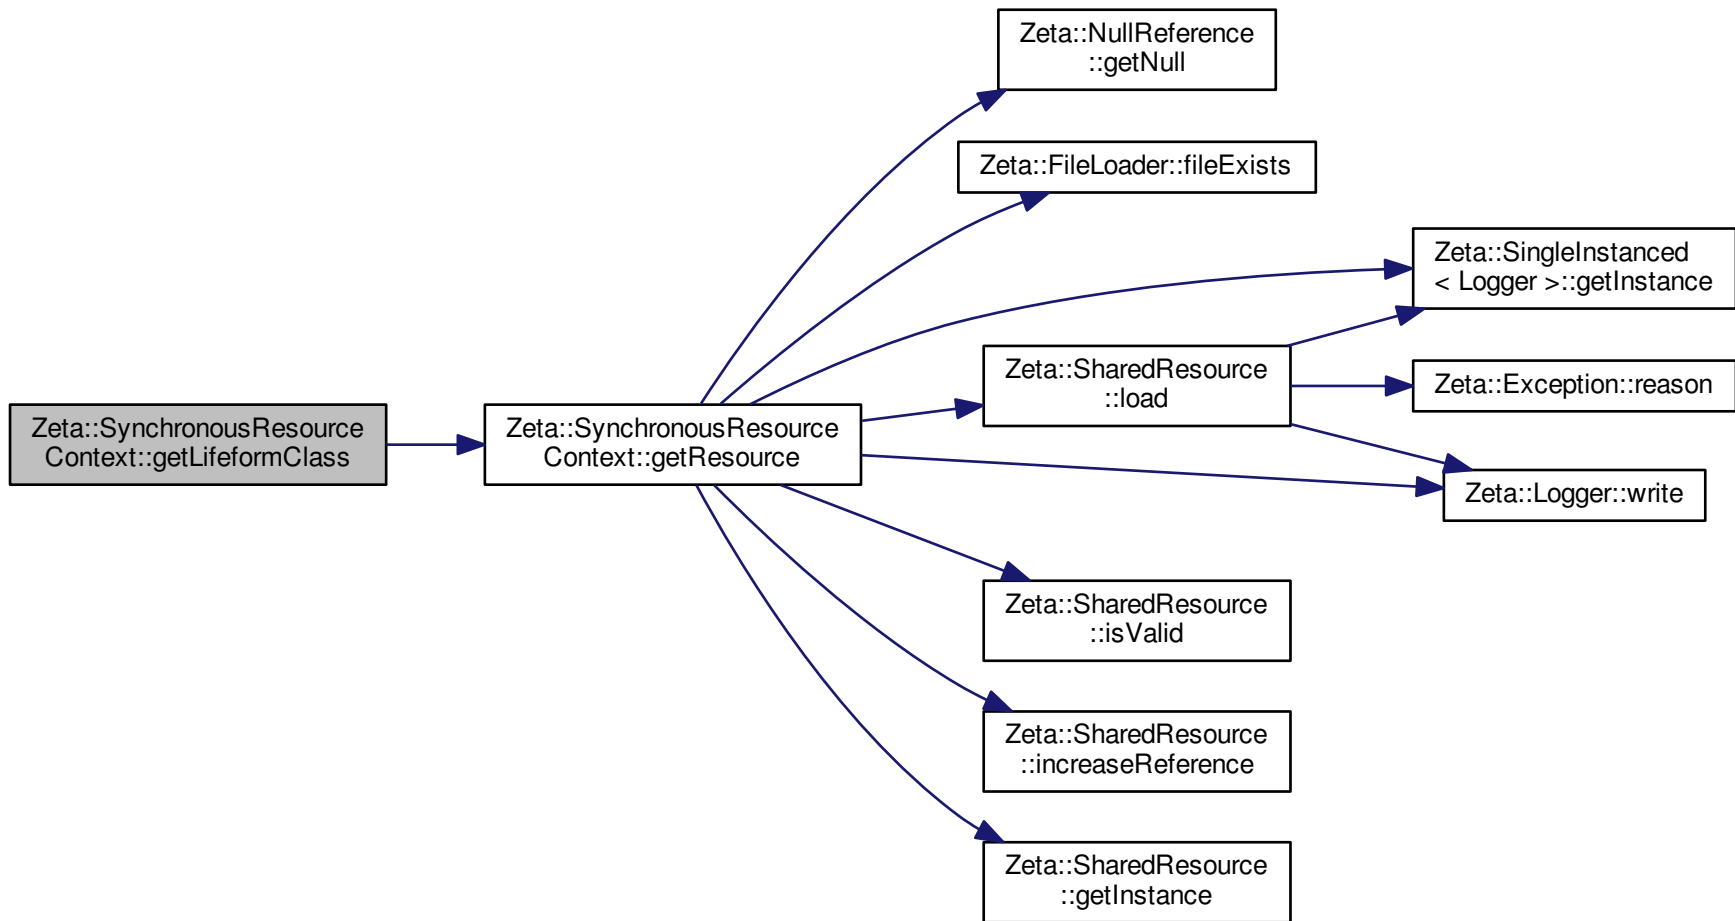 Zeta::NullReference
::getNull
Zeta::FileLoader::fileExists
Zeta::SingleInstanced
< Logger >::getInstance
Zeta::SharedResource
::load
Zeta::Exception::reason
Zeta::SynchronousResource
Context::getLifeformClass
Zeta::SynchronousResource
Context::getResource
Zeta::Logger::write
Zeta::SharedResource
::isValid
Zeta::SharedResource
::increaseReference
Zeta::SharedResource
::getInstance